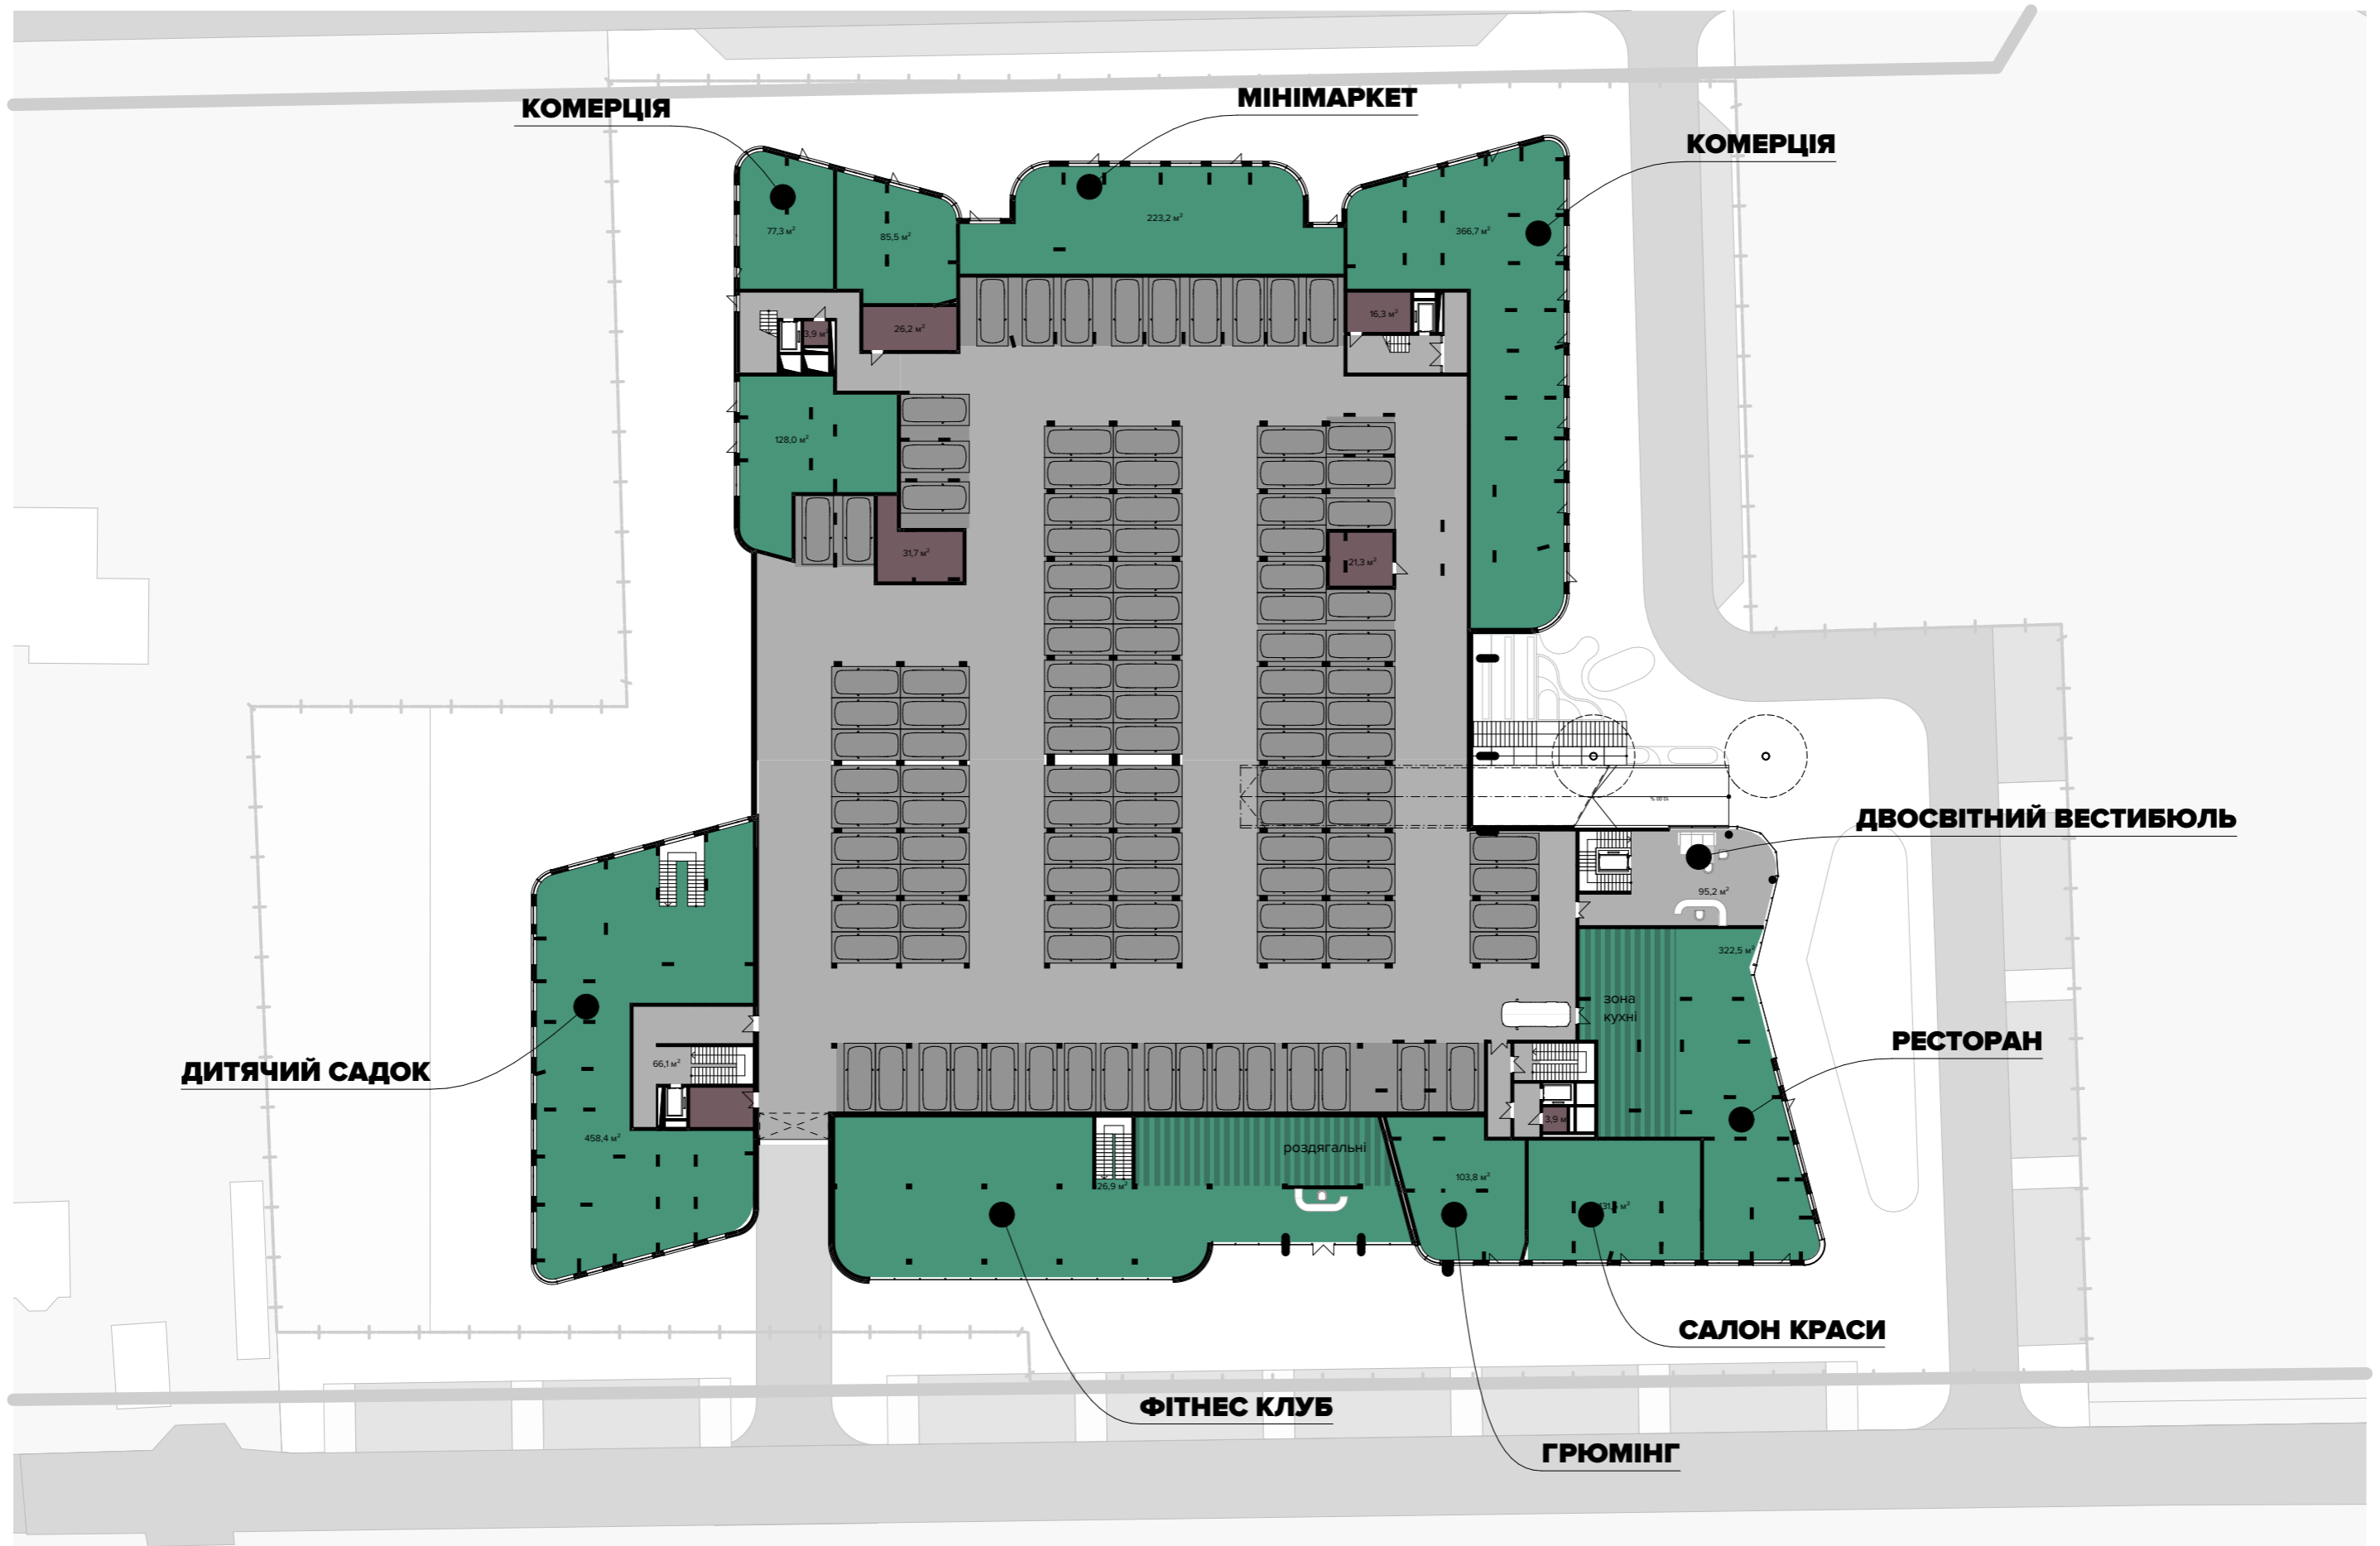 КОМЕРЦІЯ
МІНІМАРКЕТ
КОМЕРЦІЯ
77,3 м²
85,5 м²
223,2 м²
366,7 м²
3,9 м²
26,2 м²
16,3 м²
128,0 м²
31,7 м²
21,3 м²
ДВОСВІТНИЙ ВЕСТИБЮЛЬ
95,2 м²
322,5 м²
зона
кухні
РЕСТОРАН
ДИТЯЧИЙ САДОК
66,1 м²
458,4 м²
роздягальні
26,9 м²
103,8 м²
3,9 м
м²
САЛОН КРАСИ
ФІТНЕС КЛУБ
ГРЮМІНГ